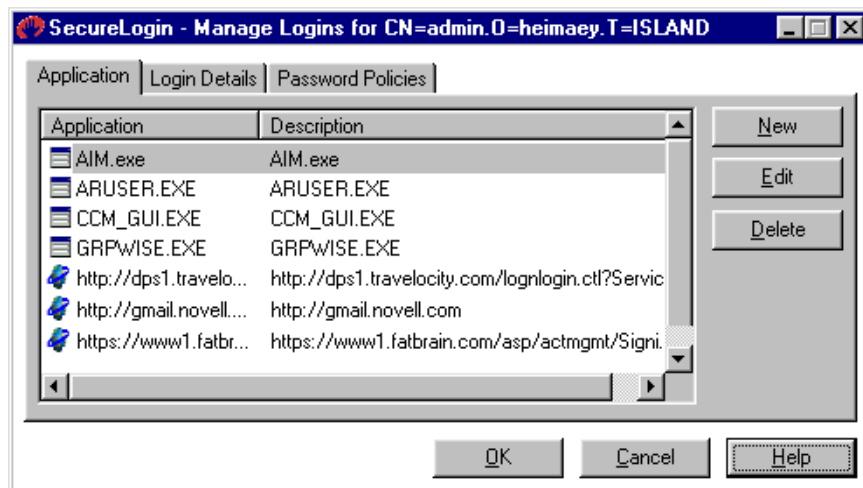 SecureLogin - Manage Logins for CN=admin.O=heimaey.T=ISLAND
Application Login Details Password Policies
Application Description
AIM.exe AIM.exe
ARUSER.EXE ARUSER.EXE
CCM_GUI.EXE CCM_GUI.EXE
GRPWISE.EXE GRPWISE.EXE
http://dps1.travelo... http://dps1.travelocity.com/lognlogin.ctl?Servic
http://gmail.novell.... http://gmail.novell.com
https://www1.fatbr... https://www1.fatbrain.com/asp/actmgmt/Signi.
New
Edit
Delete
OK Cancel Help